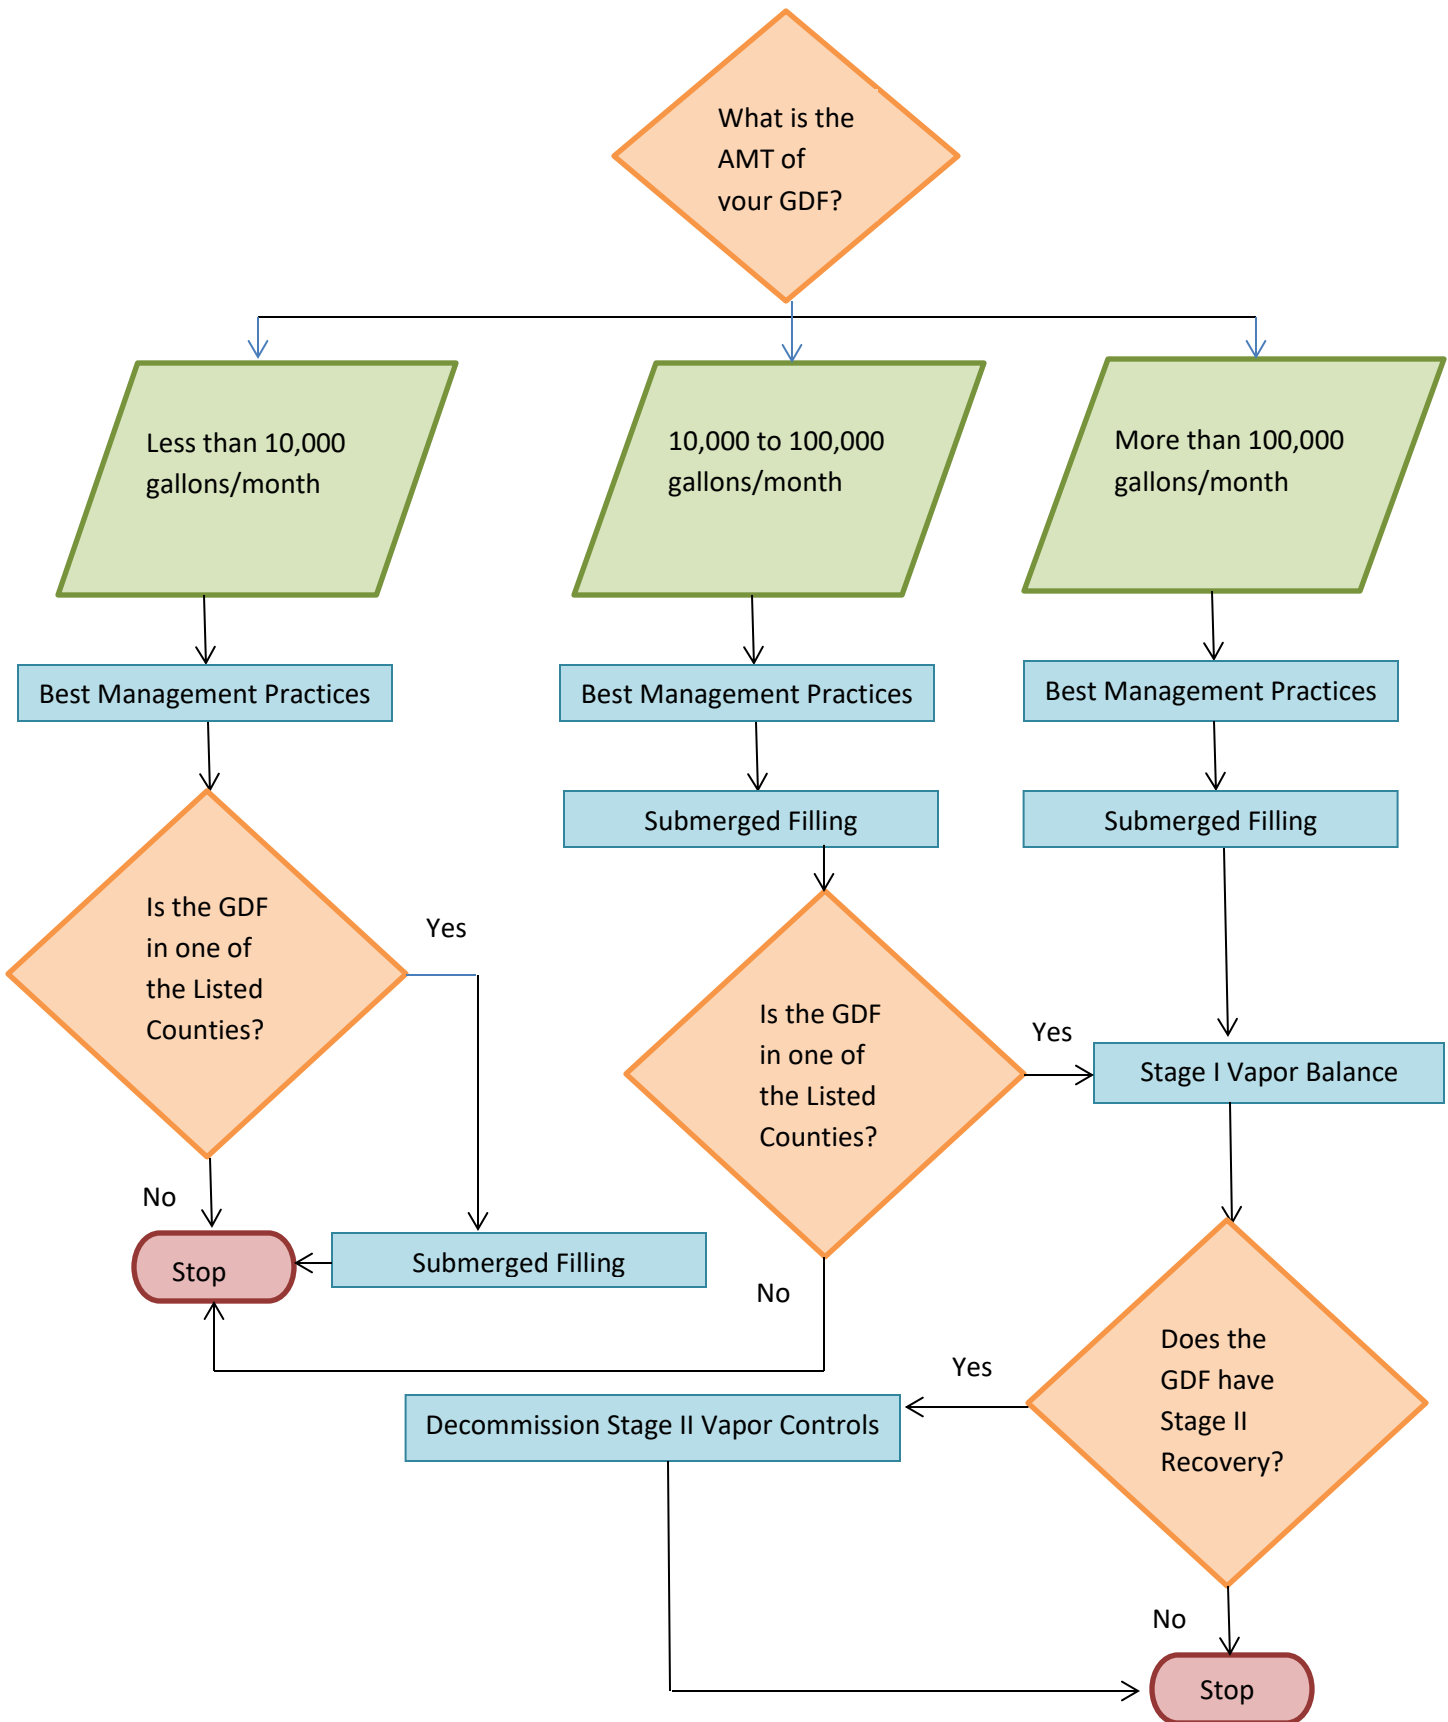 What is the
AMT of
your GDF?
Less than 10,000
gallons/month
10,000 to 100,000
gallons/month
More than 100,000
gallons/month
Best Management Practices
Best Management Practices
Best Management Practices
Submerged Filling
Submerged Filling
Is the GDF
in one of
the Listed
Counties?
Yes
Is the GDF
in one of
the Listed
Counties?
Yes
Stage I Vapor Balance
No
Stop
Submerged Filling
No
Does the
GDF have
Stage II
Recovery?
Yes
Decommission Stage II Vapor Controls
No
Stop